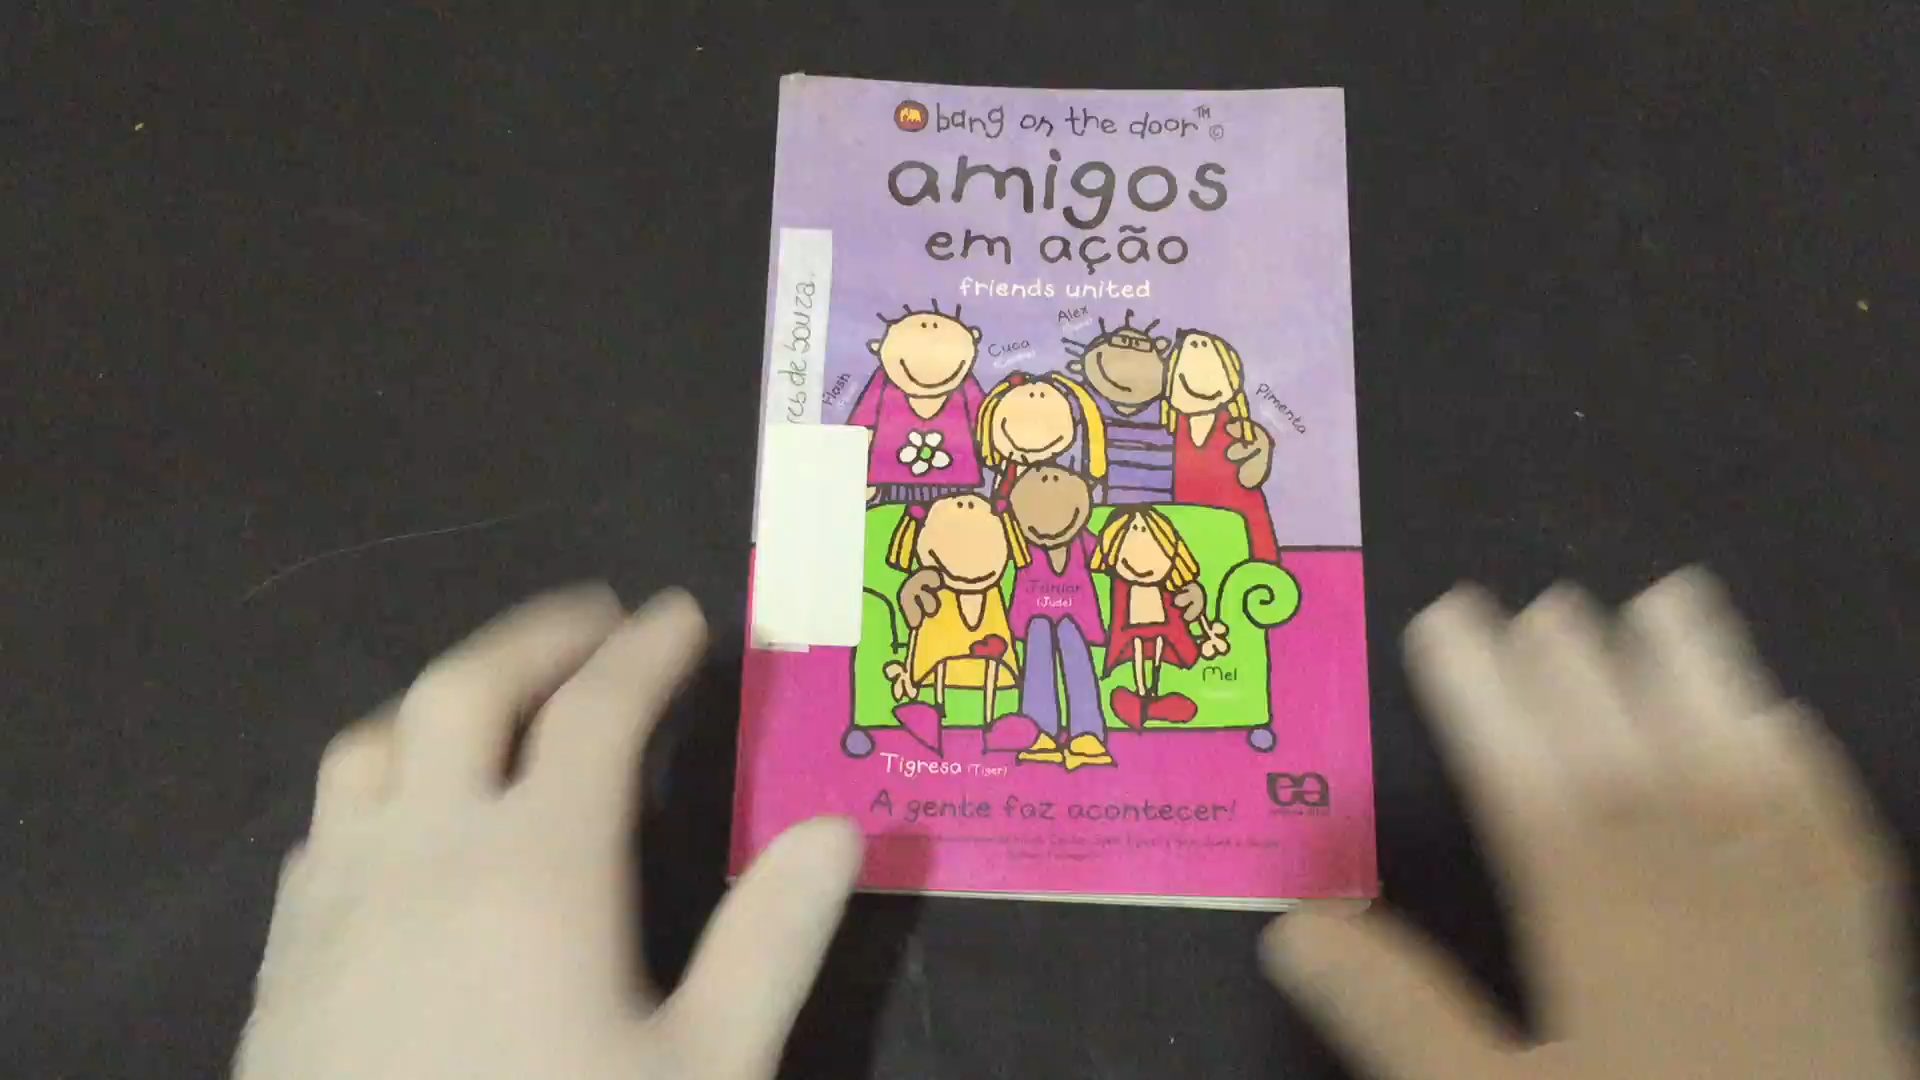 bang on the door™©
amigos
em ação
friends united
Alex
Cuca
Flash
Pimenta
Júnior
(Jude)
Mel
Tigresa (Tiger)
A gente faz acontecer!
ea
de Souza.